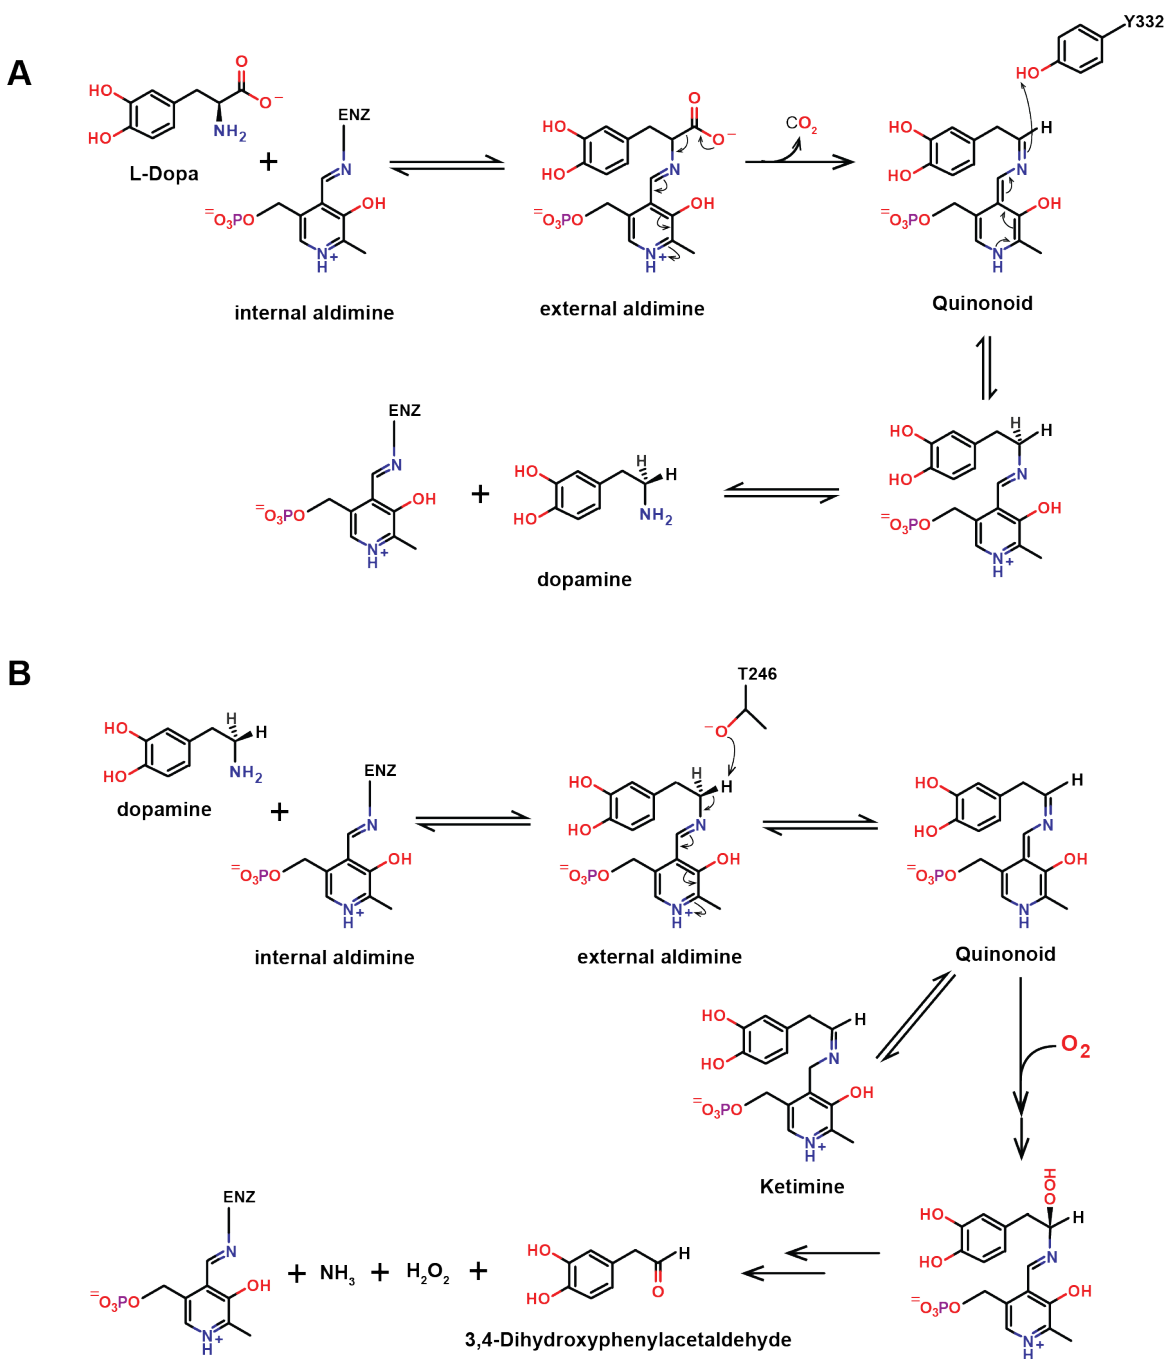 A
Y332
HO
HO
HO
O
O−
NH2
L-Dopa
+
ENZ
N
=O3PO
OH
N+
H
internal aldimine
HO
HO
O
O−
N
=O3PO
OH
N+
H
external aldimine
CO2
HO
HO
H
N
=O3PO
OH
N
H
Quinonoid
ENZ
N
=O3PO
OH
N+
H
+
HO
HO
H
H
NH2
dopamine
HO
HO
H
H
N
=O3PO
OH
N+
H
B
T246
−O
HO
HO
H
H
NH2
dopamine
+
ENZ
N
=O3PO
OH
N+
H
internal aldimine
HO
HO
H
H
N
=O3PO
OH
N+
H
external aldimine
HO
HO
H
N
=O3PO
OH
N
H
Quinonoid
HO
HO
H
N
=O3PO
OH
N+
H
Ketimine
O2
ENZ
N
=O3PO
OH
N+
H
+ NH3 + H2O2 +
HO
HO
H
O
3,4-Dihydroxyphenylacetaldehyde
OOH
HO
HO
H
N
=O3PO
OH
N+
H